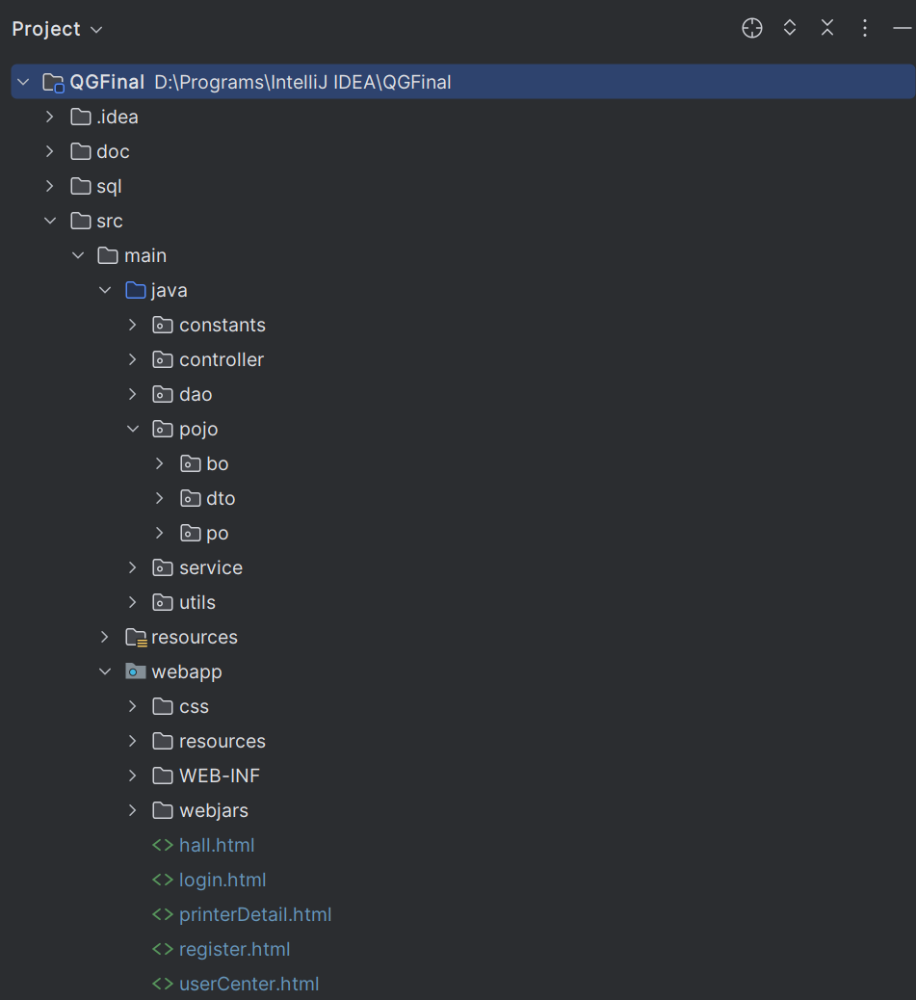 Project
QGFinal D:\Programs\IntelliJ IDEA\QGFinal
.idea
doc
sql
src
main
java
constants
controller
dao
pojo
bo
dto
po
service
utils
resources
webapp
css
resources
WEB-INF
webjars
hall.html
login.html
printerDetail.html
register.html
userCenter.html